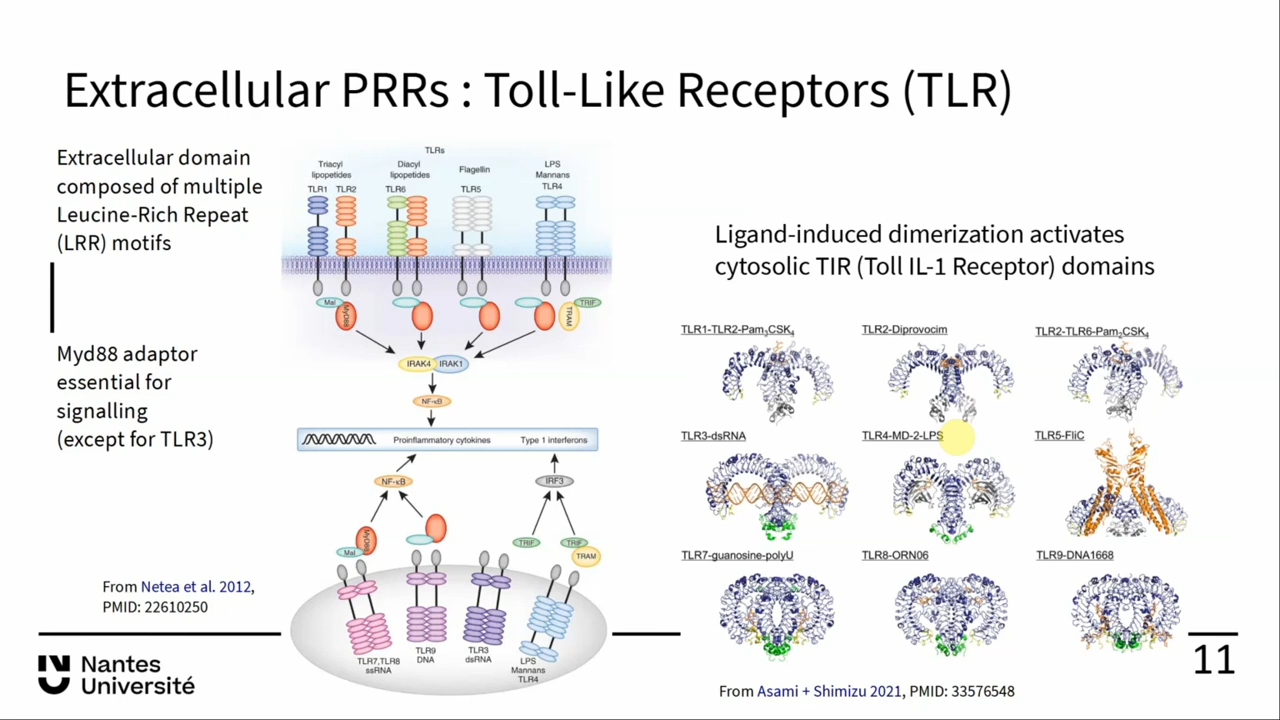 Extracellular PRRs : Toll-Like Receptors (TLR)
Extracellular domain
composed of multiple
Leucine-Rich Repeat
(LRR) motifs
Myd88 adaptor
essential for
signalling
(except for TLR3)
From Netea et al. 2012,
PMID: 22610250
TLRs
Triacyl
lipopetides
TLR1 TLR2
Diacyl
lipopetides
TLR6
Flagellin
TLR5
LPS
Mannans
TLR4
Mal
MyD88
TRAM
TRIF
IRAK4 IRAK1
NF-κB
Proinflammatory cytokines Type 1 interferons
NF-κB
IRF3
Mal
MyD88
TRIF
TRIF
TRAM
TLR7,TLR8
ssRNA
TLR9
DNA
TLR3
dsRNA
LPS
Mannans
TLR4
Ligand-induced dimerization activates
cytosolic TIR (Toll IL-1 Receptor) domains
TLR1-TLR2-Pam₃CSK₄
TLR2-Diprovocim
TLR2-TLR6-Pam₂CSK₄
TLR3-dsRNA
TLR4-MD-2-LPS
TLR5-FliC
TLR7-guanosine-polyU
TLR8-ORN06
TLR9-DNA1668
From Asami + Shimizu 2021, PMID: 33576548
Nantes
Université
11